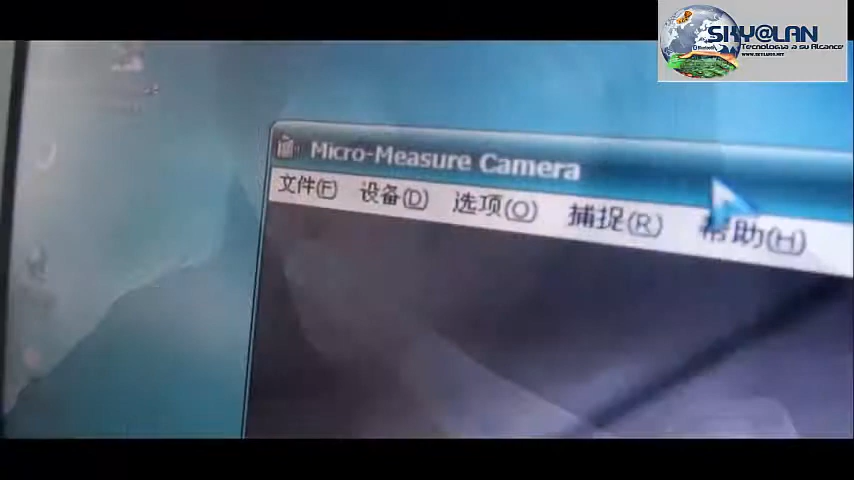 SKY@LAN
Tecnologia a su Alcance
Micro-Measure Camera
文件(F) 设备(D) 选项(O) 捕捉(R) 帮助(H)